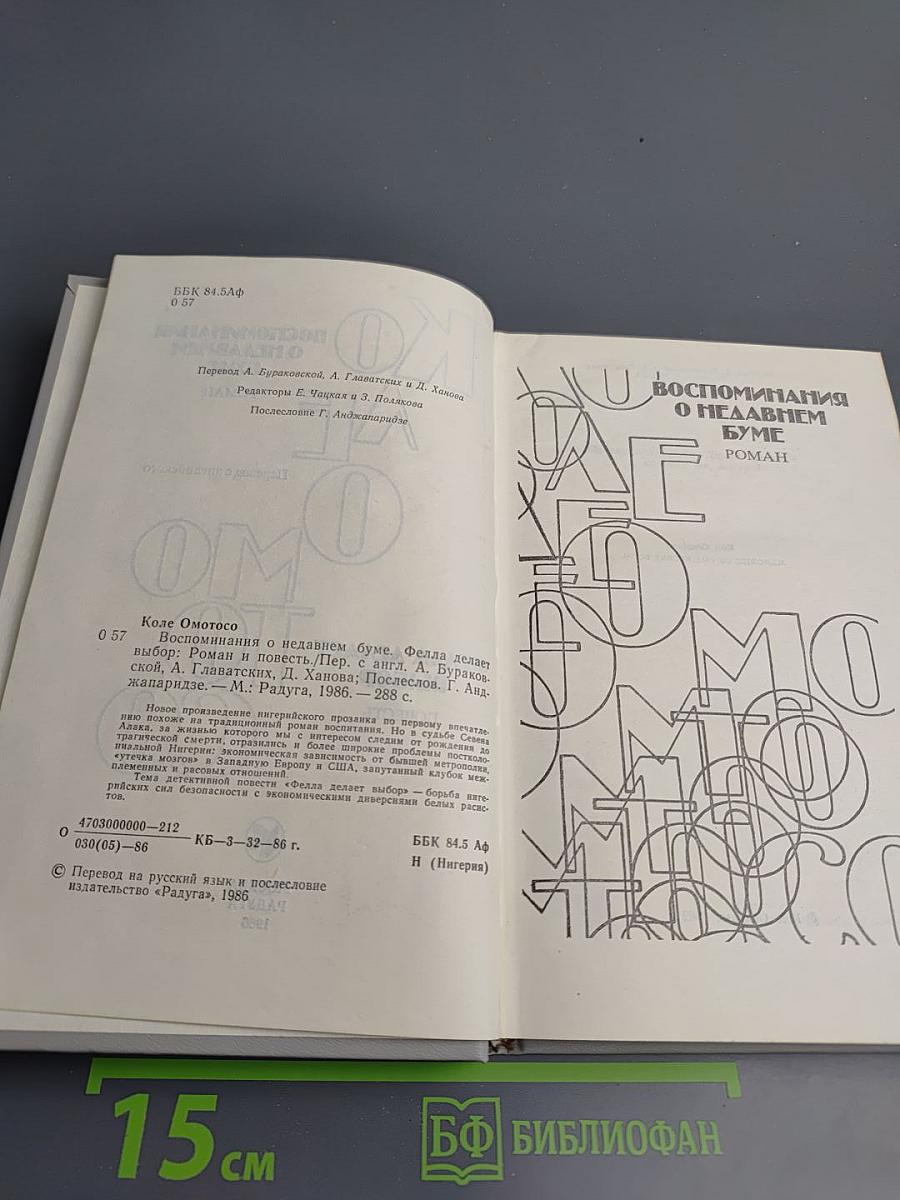 ББК 84.5Аф
О 57
Перевод А. Бураковской, А. Главатских и Д. Ханова
Редакторы Е. Чацкая и З. Полякова
Послесловие Г. Анджапаридзе
Коле Омотосо
О 57
Воспоминания о недавнем буме. Фелла делает
выбор: Роман и повесть./Пер. с англ. А. Бураков-
ской, А. Главатских, Д. Ханова; Послеслов. Г. Анд-
жапаридзе. — М.: Радуга, 1986. — 288 с.
Новое произведение нигерийского прозаика по первому впечатле-
нию похоже на традиционный роман воспитания. Но в судьбе Севена
Алака, за жизнью которого мы с интересом следим от рождения до
трагической смерти, отразились и более широкие проблемы постколо-
ниальной Нигерии: экономическая зависимость от бывшей метрополии,
«утечка мозгов» в Западную Европу и США, запутанный клубок меж-
племенных и расовых отношений.
Тема детективной повести «Фелла делает выбор» — борьба ниге-
рийских сил безопасности с экономическими диверсиями белых расис-
тов.
О 4703000000—212
030(05)—86 КБ—3—32—86 г.
ББК 84.5 Аф
Н (Нигерия)
© Перевод на русский язык и послесловие
издательство «Радуга», 1986
ВОСПОМИНАНИЯ
О НЕДАВНЕМ
БУМЕ
РОМАН
15 см
БФ БИБЛИОФАН